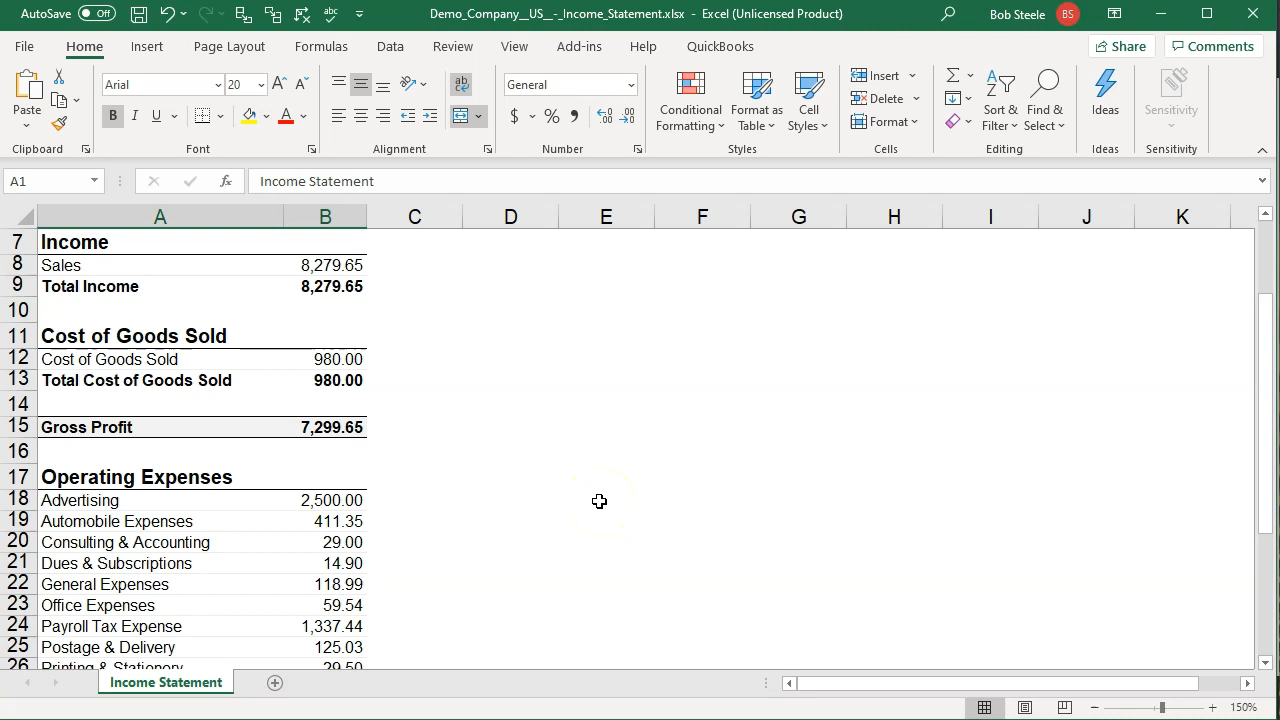 AutoSave Off Demo_Company__US__-_Income_Statement.xlsx - Excel (Unlicensed Product) Bob Steele BS
File Home Insert Page Layout Formulas Data Review View Add-ins Help QuickBooks Share Comments
Paste Arial 20 General Conditional Formatting Format as Table Cell Styles Insert Delete Format Sort & Filter Find & Select Ideas Sensitivity
Clipboard Font Alignment Number Styles Cells Editing Ideas Sensitivity
A1 fx Income Statement
A B C D E F G H I J K
7 Income
8 Sales 8,279.65
9 Total Income 8,279.65
10
11 Cost of Goods Sold
12 Cost of Goods Sold 980.00
13 Total Cost of Goods Sold 980.00
14
15 Gross Profit 7,299.65
16
17 Operating Expenses
18 Advertising 2,500.00
19 Automobile Expenses 411.35
20 Consulting & Accounting 29.00
21 Dues & Subscriptions 14.90
22 General Expenses 118.99
23 Office Expenses 59.54
24 Payroll Tax Expense 1,337.44
25 Postage & Delivery 125.03
26 Printing & Stationery 29.50
Income Statement
150%